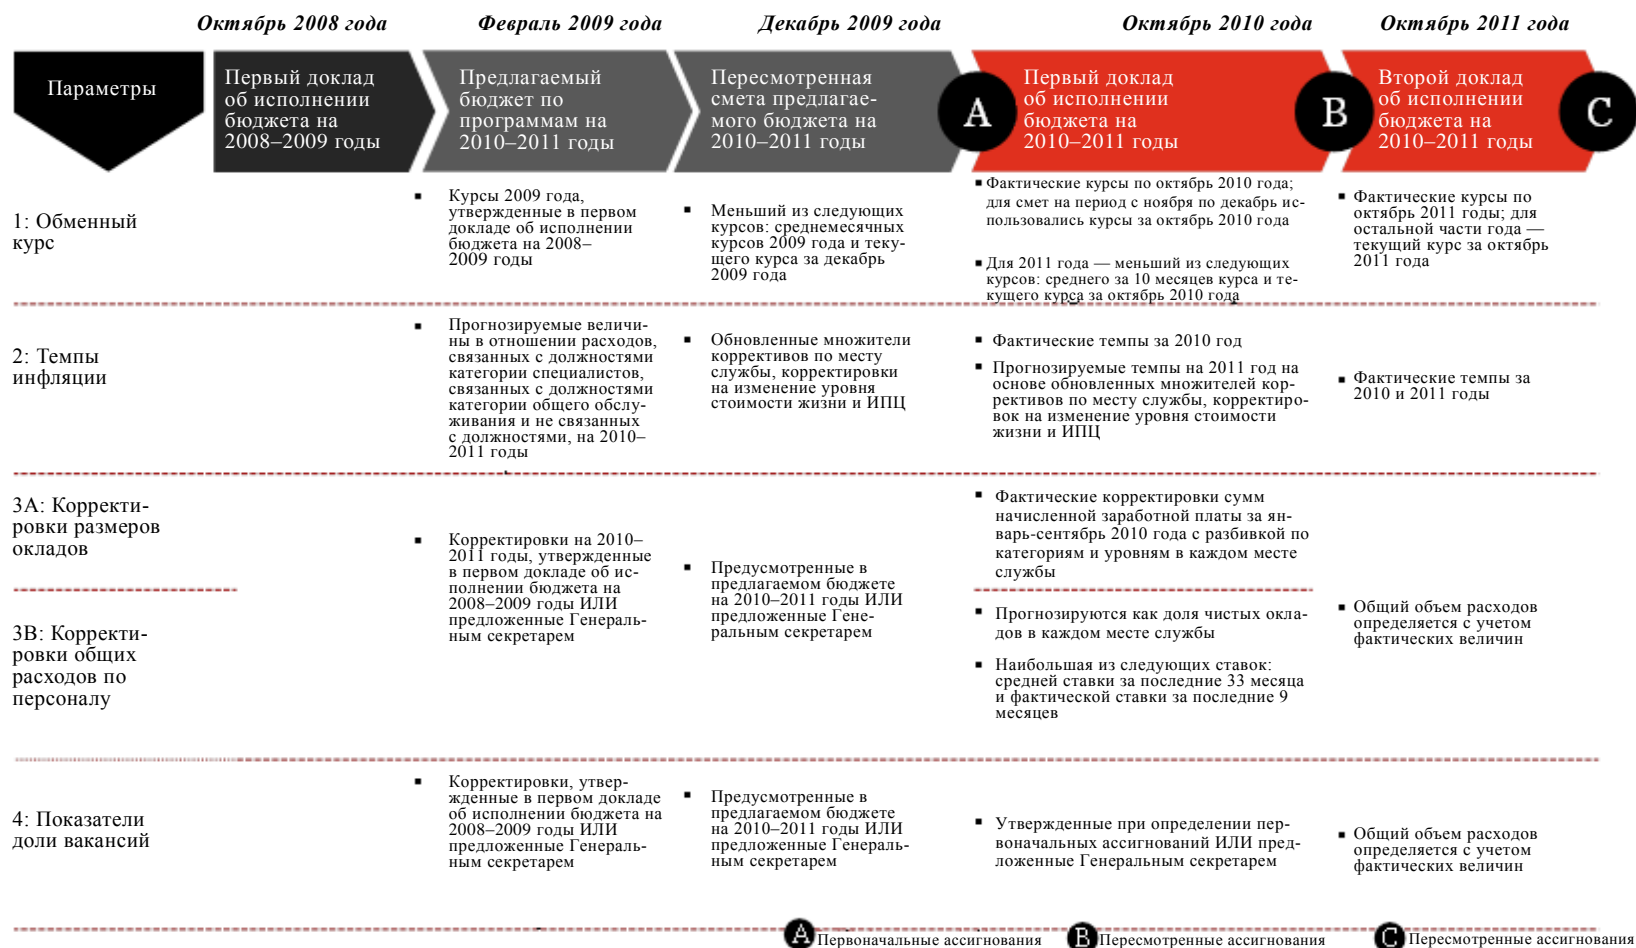 Октябрь 2008 года
Февраль 2009 года
Декабрь 2009 года
Октябрь 2010 года
Октябрь 2011 года
Параметры
Первый доклад
об исполнении
бюджета на
2008–2009 годы
Предлагаемый
бюджет по
программам на
2010–2011 годы
Пересмотренная
смета предлагае-
мого бюджета на
2010–2011 годы
A
Первый доклад
об исполнении
бюджета на
2010–2011 годы
B
Второй доклад
об исполнении
бюджета на
2010–2011 годы
C
1: Обменный
курс
▪ Курсы 2009 года,
утвержденные в первом
докладе об исполнении
бюджета на 2008–
2009 годы
▪ Меньший из следующих
курсов: среднемесячных
курсов 2009 года и теку-
щего курса за декабрь
2009 года
▪ Фактические курсы по октябрь 2010 года;
для смет на период с ноября по декабрь ис-
пользовались курсы за октябрь 2010 года
▪ Для 2011 года — меньший из следующих
курсов: среднего за 10 месяцев курса и те-
кущего курса за октябрь 2010 года
▪ Фактические курсы по
октябрь 2011 годы; для
остальной части года —
текущий курс за октябрь
2011 года
2: Темпы
инфляции
▪ Прогнозируемые величи-
ны в отношении расходов,
связанных с должностями
категории специалистов,
связанных с должностями
категории общего обслу-
живания и не связанных
с должностями, на 2010–
2011 годы
▪ Обновленные множители
коррективов по месту
службы, корректировки
на изменение уровня
стоимости жизни и ИПЦ
▪ Фактические темпы за 2010 год
▪ Прогнозируемые темпы на 2011 год на
основе обновленных множителей кор-
рективов по месту службы, корректиро-
вок на изменение уровня стоимости
жизни и ИПЦ
▪ Фактические темпы за
2010 и 2011 годы
3А: Корректи-
ровки размеров
окладов
3В: Корректи-
ровки общих
расходов по
персоналу
▪ Корректировки на 2010–
2011 годы, утвержденные
в первом докладе об ис-
полнении бюджета на
2008–2009 годы ИЛИ
предложенные Генераль-
ным секретарем
▪ Предусмотренные в
предлагаемом бюджете
на 2010–2011 годы ИЛИ
предложенные Гене-
ральным секретарем
▪ Фактические корректировки сумм
начисленной заработной платы за ян-
варь-сентябрь 2010 года с разбивкой по
категориям и уровням в каждом месте
службы
▪ Прогнозируются как доля чистых окла-
дов в каждом месте службы
▪ Наибольшая из следующих ставок:
средней ставки за последние 33 месяца
и фактической ставки за последние 9
месяцев
▪ Общий объем расходов
определяется с учетом
фактических величин
4: Показатели
доли вакансий
▪ Корректировки, утвер-
жденные в первом докладе
об исполнении бюджета на
2008–2009 годы ИЛИ
предложенные Генераль-
ным секретарем
▪ Предусмотренные в
предлагаемом бюджете
на 2010–2011 годы ИЛИ
предложенные Генераль-
ным секретарем
▪ Утвержденные при определении пер-
воначальных ассигнований ИЛИ пред-
ложенные Генеральным секретарем
▪ Общий объем расходов
определяется с учетом
фактических величин
A Первоначальные ассигнования
B Пересмотренные ассигнования
C Пересмотренные ассигнования